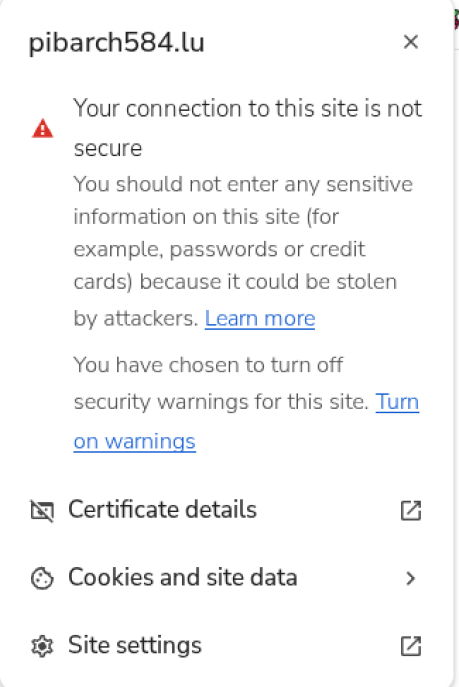 pibarch584.lu
Your connection to this site is not
secure
You should not enter any sensitive
information on this site (for
example, passwords or credit
cards) because it could be stolen
by attackers. Learn more
You have chosen to turn off
security warnings for this site. Turn
on warnings
Certificate details
Cookies and site data
Site settings